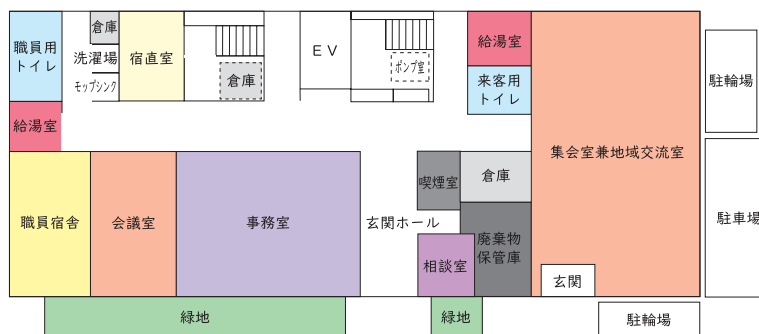 職員用
トイレ
倉庫
洗濯場
モップシンク
宿直室
倉庫
EV
ポンプ室
給湯室
来客用
トイレ
駐輪場
給湯室
集会室兼地域交流室
喫煙室
倉庫
職員宿舎
会議室
事務室
玄関ホール
駐車場
相談室
廃棄物
保管庫
玄関
緑地
緑地
駐輪場